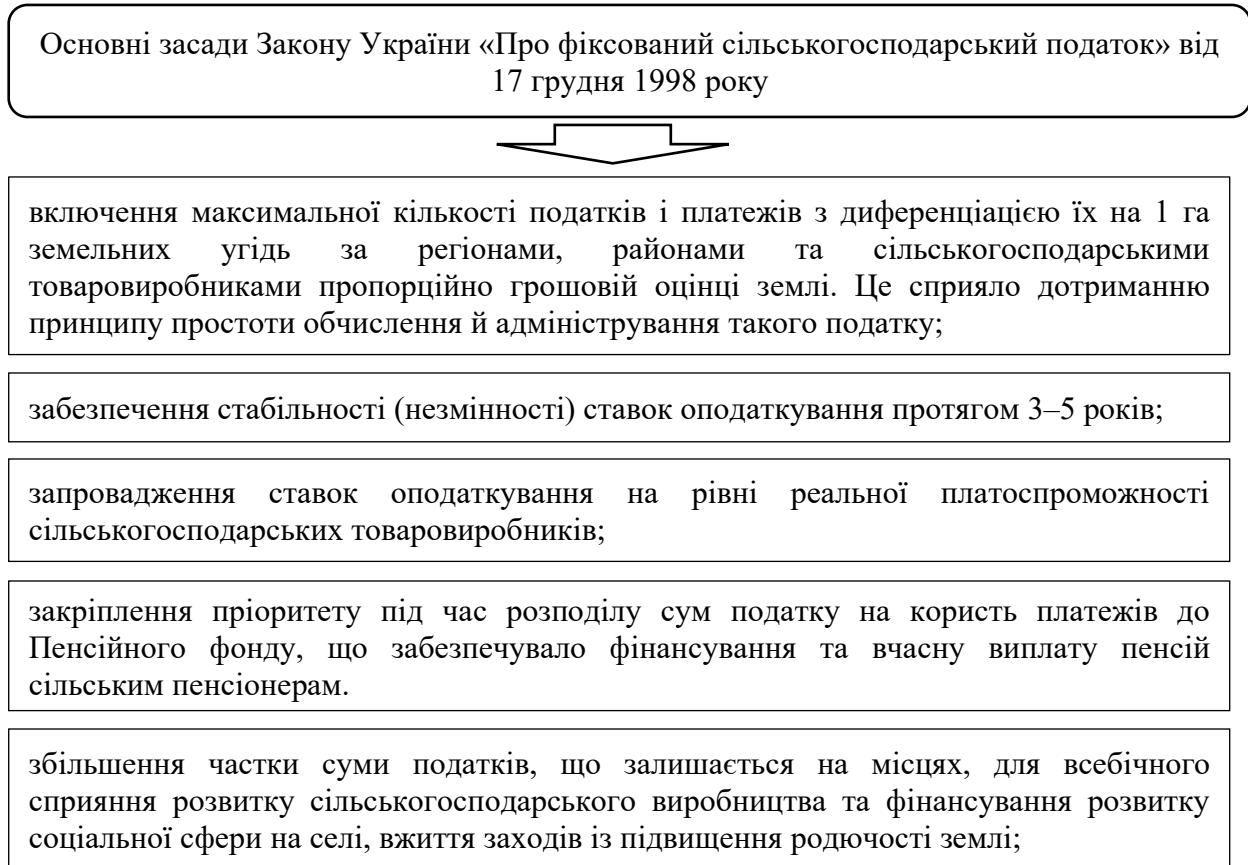 Основні засади Закону України «Про фіксований сільськогосподарський податок» від
17 грудня 1998 року
включення максимальної кількості податків і платежів з диференціацією їх на 1 га
земельних угідь за регіонами, районами та сільськогосподарськими
товаровиробниками пропорційно грошовій оцінці землі. Це сприяло дотриманню
принципу простоти обчислення й адміністрування такого податку;
забезпечення стабільності (незмінності) ставок оподаткування протягом 3–5 років;
запровадження ставок оподаткування на рівні реальної платоспроможності
сільськогосподарських товаровиробників;
закріплення пріоритету під час розподілу сум податку на користь платежів до
Пенсійного фонду, що забезпечувало фінансування та вчасну виплату пенсій
сільським пенсіонерам.
збільшення частки суми податків, що залишається на місцях, для всебічного
сприяння розвитку сільськогосподарського виробництва та фінансування розвитку
соціальної сфери на селі, вжиття заходів із підвищення родючості землі;